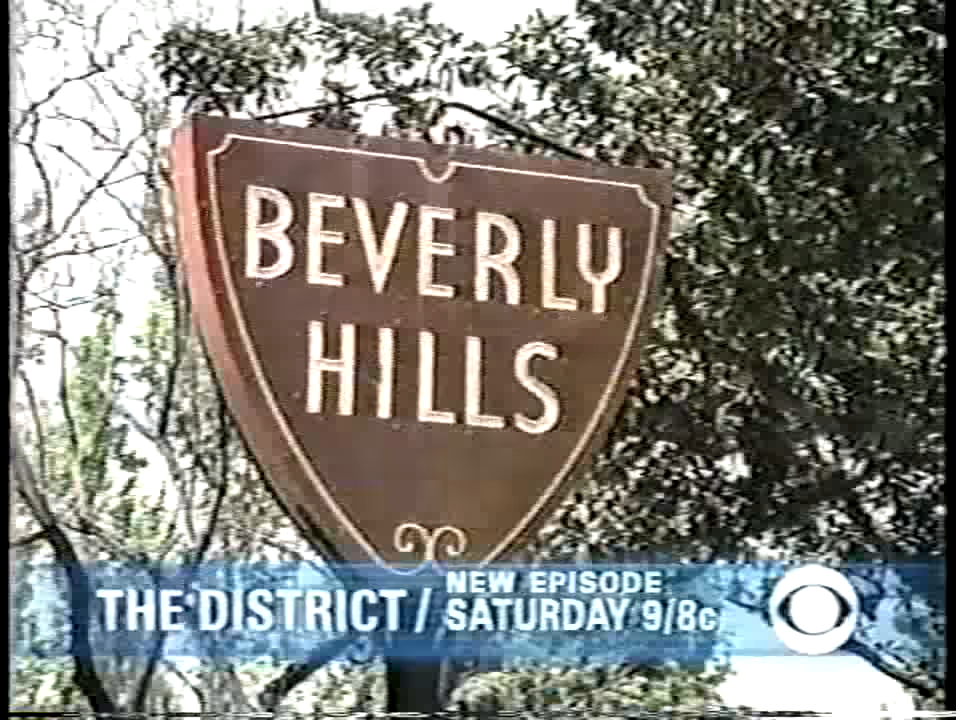 BEVERLY
HILLS
THE DISTRICT /
NEW EPISODE
SATURDAY 9/8c